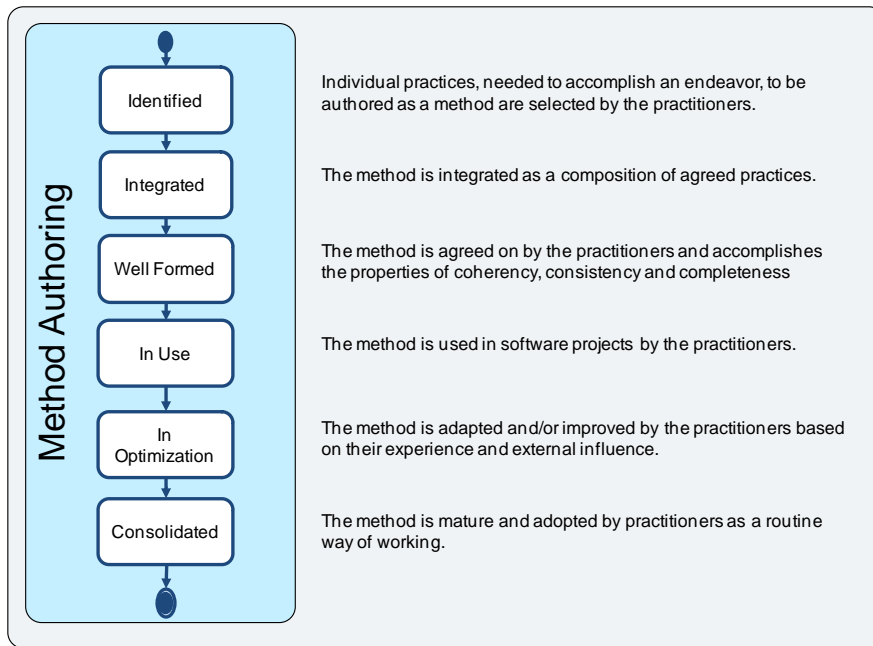 Method Authoring
Identified
Individual practices, needed to accomplish an endeavor, to be
authored as a method are selected by the practitioners.
Integrated
The method is integrated as a composition of agreed practices.
Well Formed
The method is agreed on by the practitioners and accomplishes
the properties of coherency, consistency and completeness
In Use
The method is used in software projects by the practitioners.
In
Optimization
The method is adapted and/or improved by the practitioners based
on their experience and external influence.
Consolidated
The method is mature and adopted by practitioners as a routine
way of working.